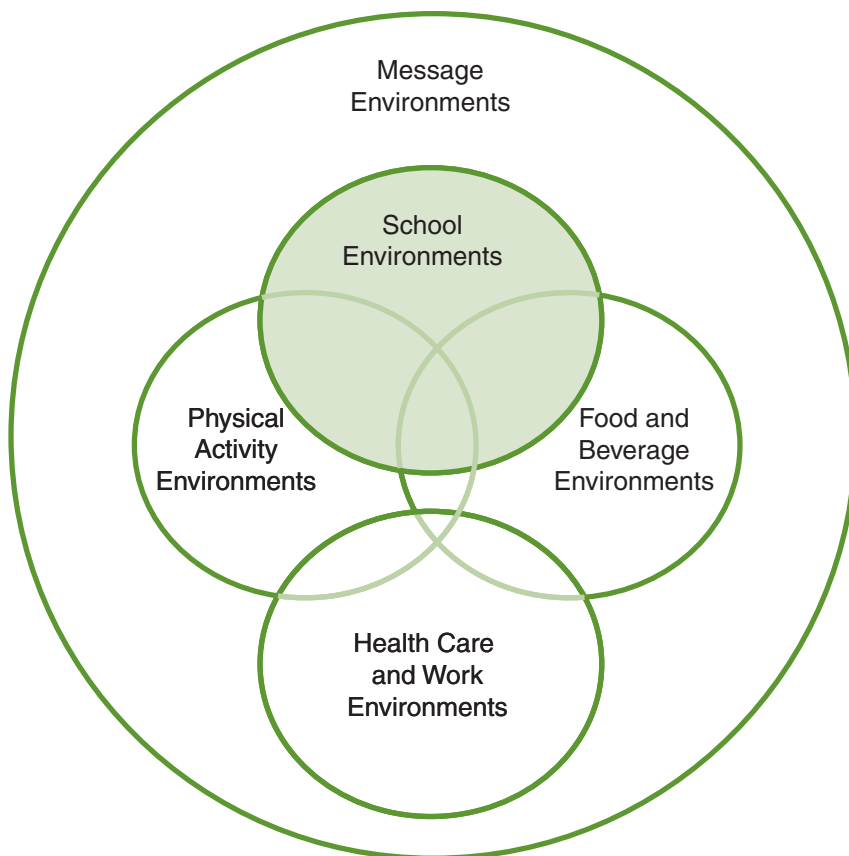 Message
Environments
School
Environments
Physical
Activity
Environments
Food and
Beverage
Environments
Health Care
and Work
Environments